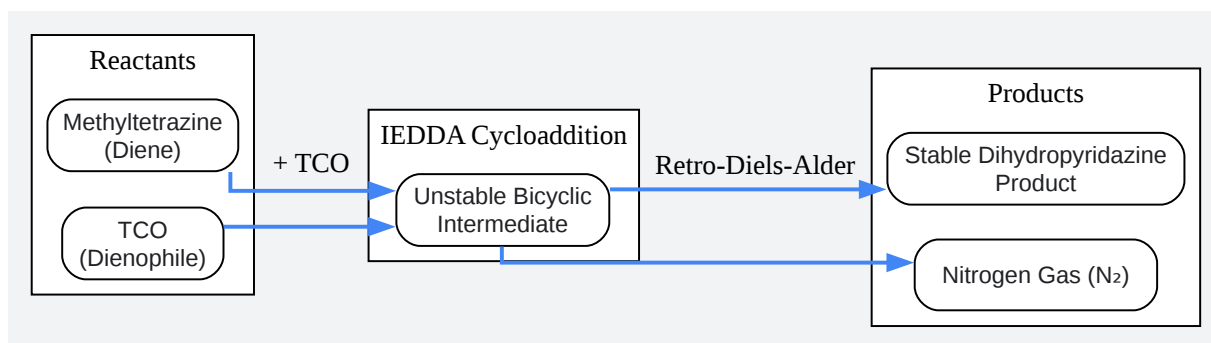 Reactants
Methyltetrazine
(Diene)
TCO
(Dienophile)
+ TCO
IEDDA Cycloaddition
Unstable Bicyclic
Intermediate
Retro-Diels-Alder
Products
Stable Dihydropyridazine
Product
Nitrogen Gas (N₂)